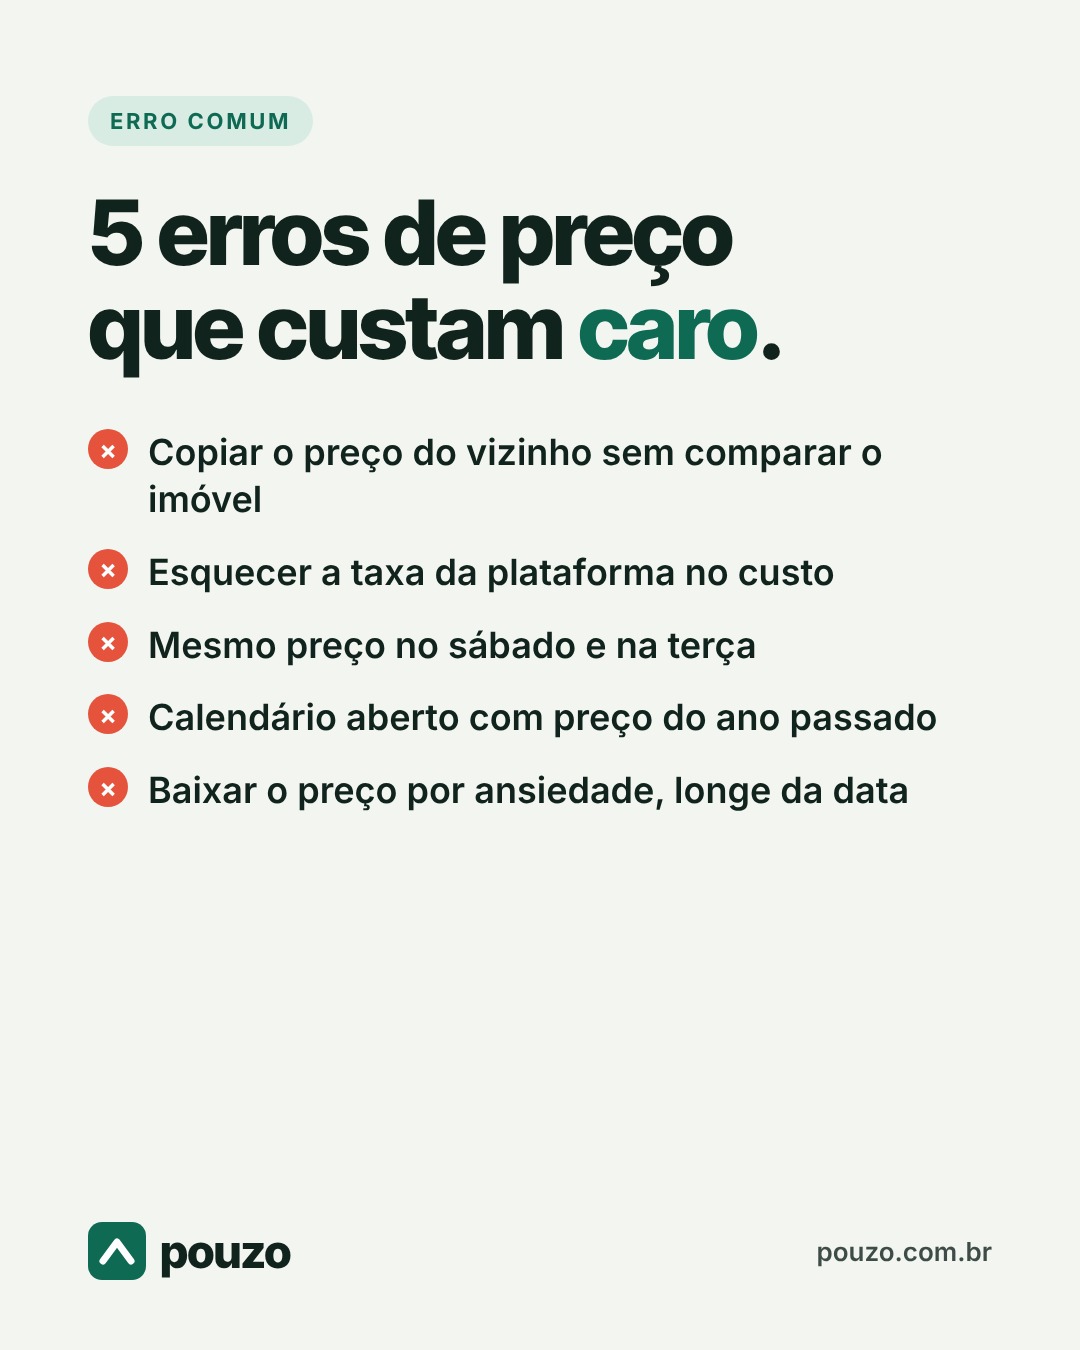 ERRO COMUM
5 erros de preço
que custam caro.
Copiar o preço do vizinho sem comparar o
imóvel
Esquecer a taxa da plataforma no custo
Mesmo preço no sábado e na terça
Calendário aberto com preço do ano passado
Baixar o preço por ansiedade, longe da data
pouzo
pouzo.com.br